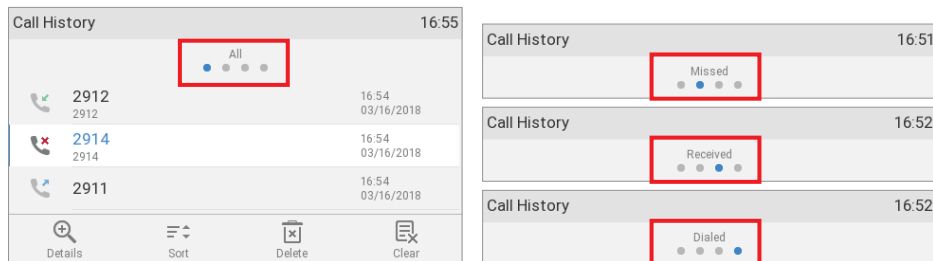 Call History 16:55
All
2912 16:54
2912 03/16/2018
2914 16:54
2914 03/16/2018
2911 16:54
03/16/2018
Details Sort Delete Clear
Call History 16:51
Missed
Call History 16:52
Received
Call History 16:52
Dialed